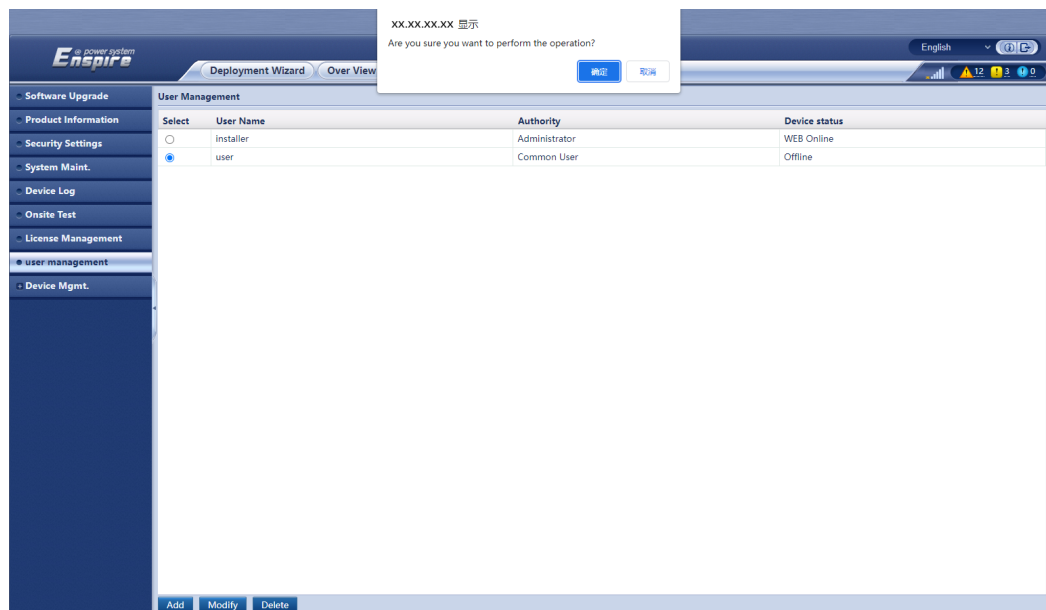 XX.XX.XX.XX 显示
Are you sure you want to perform the operation?
确定 取消
Enspire
@ power system
English
Deployment Wizard Over View
12 3 0
Software Upgrade
Product Information
Security Settings
System Maint.
Device Log
Onsite Test
License Management
user management
Device Mgmt.
User Management
Select User Name Authority Device status
installer Administrator WEB Online
user Common User Offline
Add Modify Delete